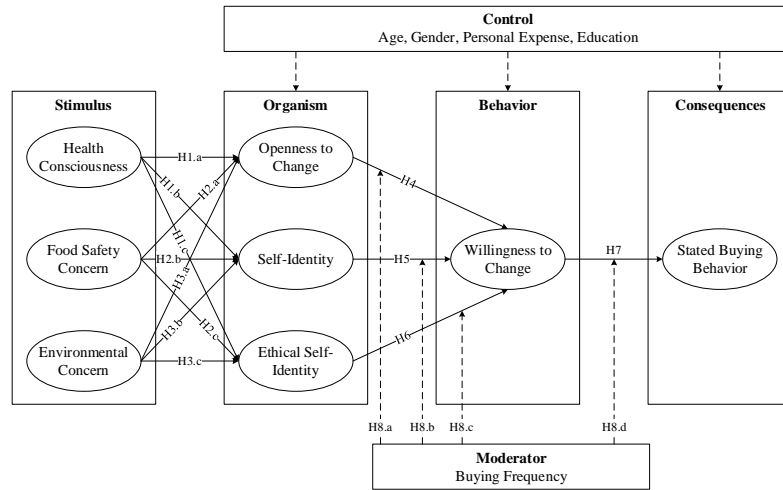 Control
Age, Gender, Personal Expense, Education
Stimulus
Organism
Behavior
Consequences
Health
Consciousness
Food Safety
Concern
Environmental
Concern
H1.a
H1.b
H1.c
H2.a
H2.b
H2.c
H3.a
H3.b
H3.c
Openness to
Change
Self-Identity
Ethical Self-
Identity
H4
H5
H6
Willingness to
Change
H7
Stated Buying
Behavior
H8.a
H8.b
H8.c
H8.d
Moderator
Buying Frequency